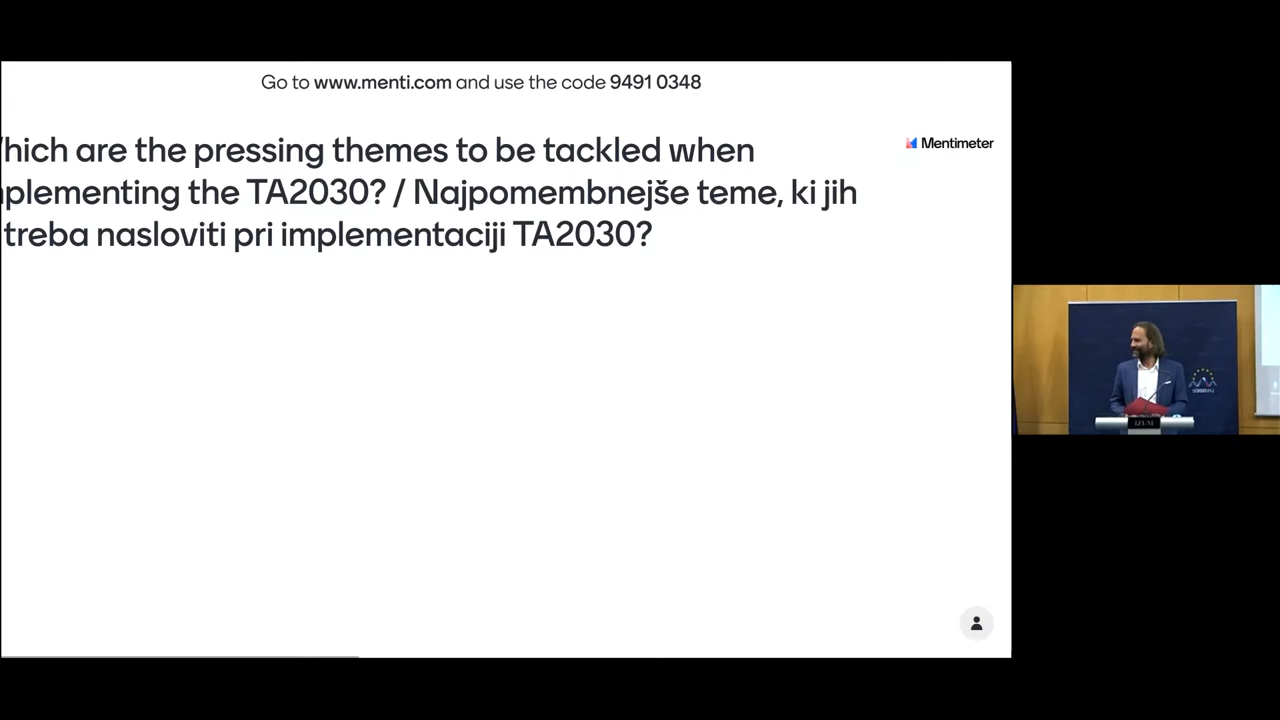 Go to www.menti.com and use the code 9491 0348
hich are the pressing themes to be tackled when
Mentimeter
plementing the TA2030? / Najpomembnejše teme, ki jih
treba nasloviti pri implementaciji TA2030?
IZUM